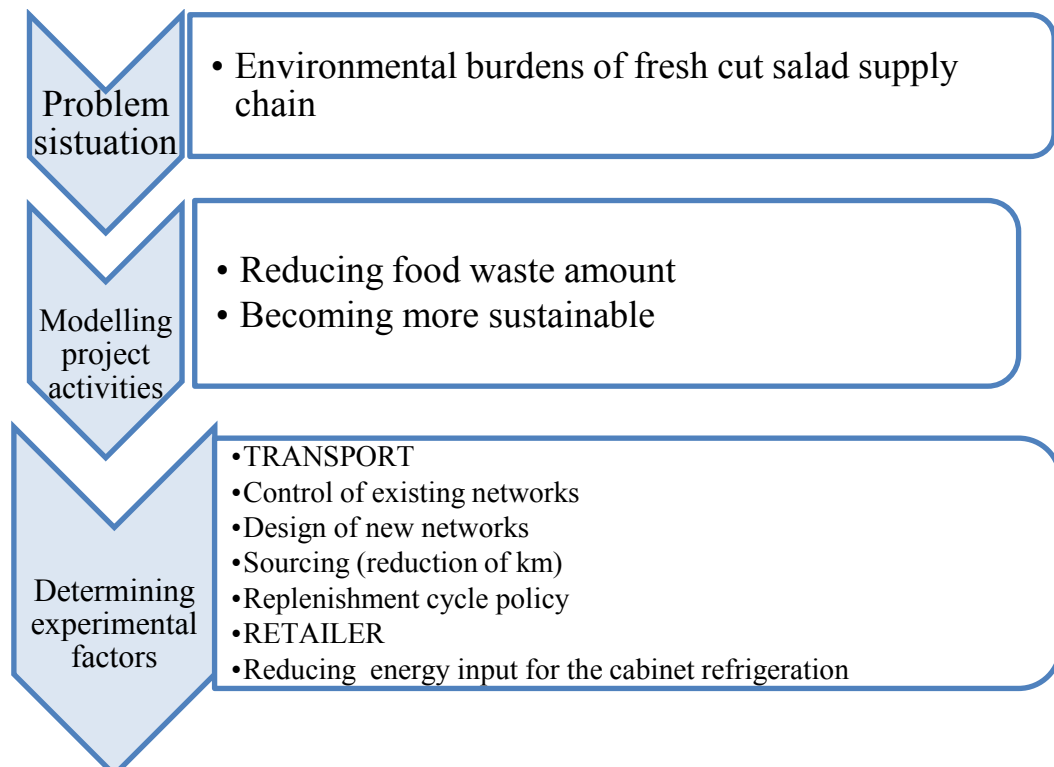 Problem
sistuation
• Environmental burdens of fresh cut salad supply
chain
Modelling
project
activities
• Reducing food waste amount
• Becoming more sustainable
Determining
experimental
factors
•TRANSPORT
•Control of existing networks
•Design of new networks
•Sourcing (reduction of km)
•Replenishment cycle policy
•RETAILER
•Reducing energy input for the cabinet refrigeration